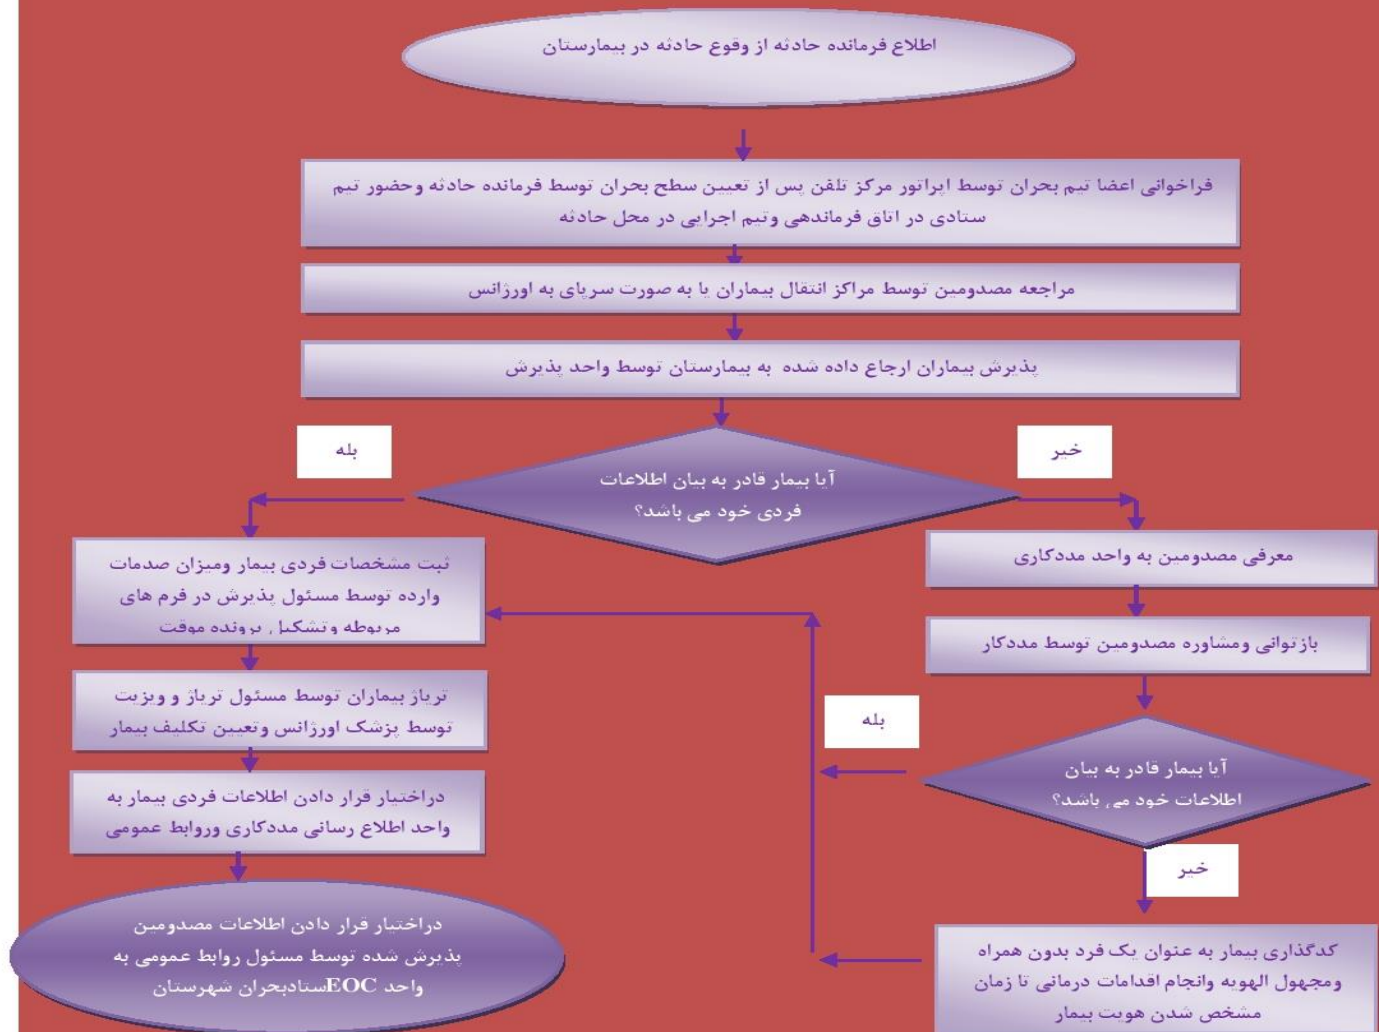 اطلاع فرمانده حادثه از وقوع حادثه در بیمارستان
فراخوانی اعضا تیم بحران توسط اپراتور مرکز تلفن پس از تعیین سطح بحران توسط فرمانده حادثه وحضور تیم
ستادی در اتاق فرماندهی وتیم اجرایی در محل حادثه
مراجعه مصدومین توسط مراکز انتقال بیماران یا به صورت سرپای به اورژانس
پذیرش بیماران ارجاع داده شده به بیمارستان توسط واحد پذیرش
خیر
بله
آیا بیمار قادر به بیان اطلاعات
فردی خود می باشد؟
معرفی مصدومین به واحد مددکاری
بازتوانی ومشاوره مصدومین توسط مددکار
بله
آیا بیمار قادر به بیان
اطلاعات خود می باشد؟
خیر
کدگذاری بیمار به عنوان یک فرد بدون همراه
ومجهول الهویه وانجام اقدامات درمانی تا زمان
مشخص شدن هویت بیمار
ثبت مشخصات فردی بیمار ومیزان صدمات
وارده توسط مسئول پذیرش در فرم های
مربوطه وتشکیل پرونده موقت
تریاژ بیماران توسط مسئول تریاژ و ویزیت
توسط پزشک اورژانس وتعیین تکلیف بیمار
دراختیار قرار دادن اطلاعات فردی بیمار به
واحد اطلاع رسانی مددکاری وروابط عمومی
دراختیار قرار دادن اطلاعات مصدومین
پذیرش شده توسط مسئول روابط عمومی به
واحد EOCستادبحران شهرستان